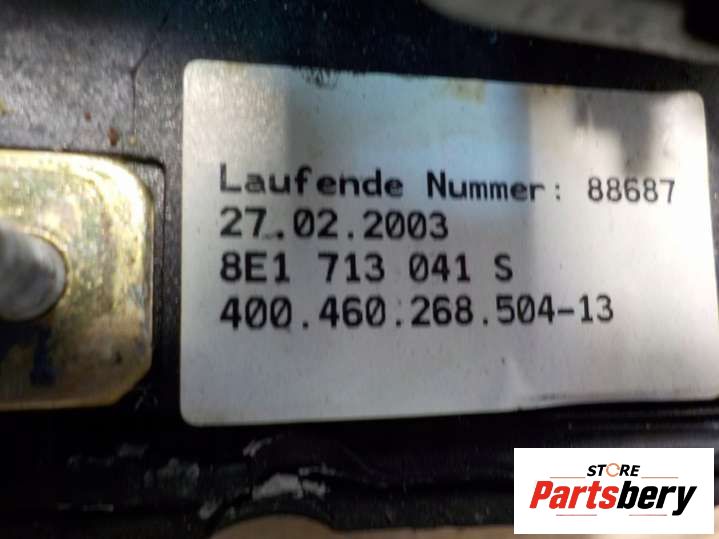 Laufende Nummer: 88687
27.02.2003
8E1 713 041 S
400.460.268.504-13
STORE
Partsbery